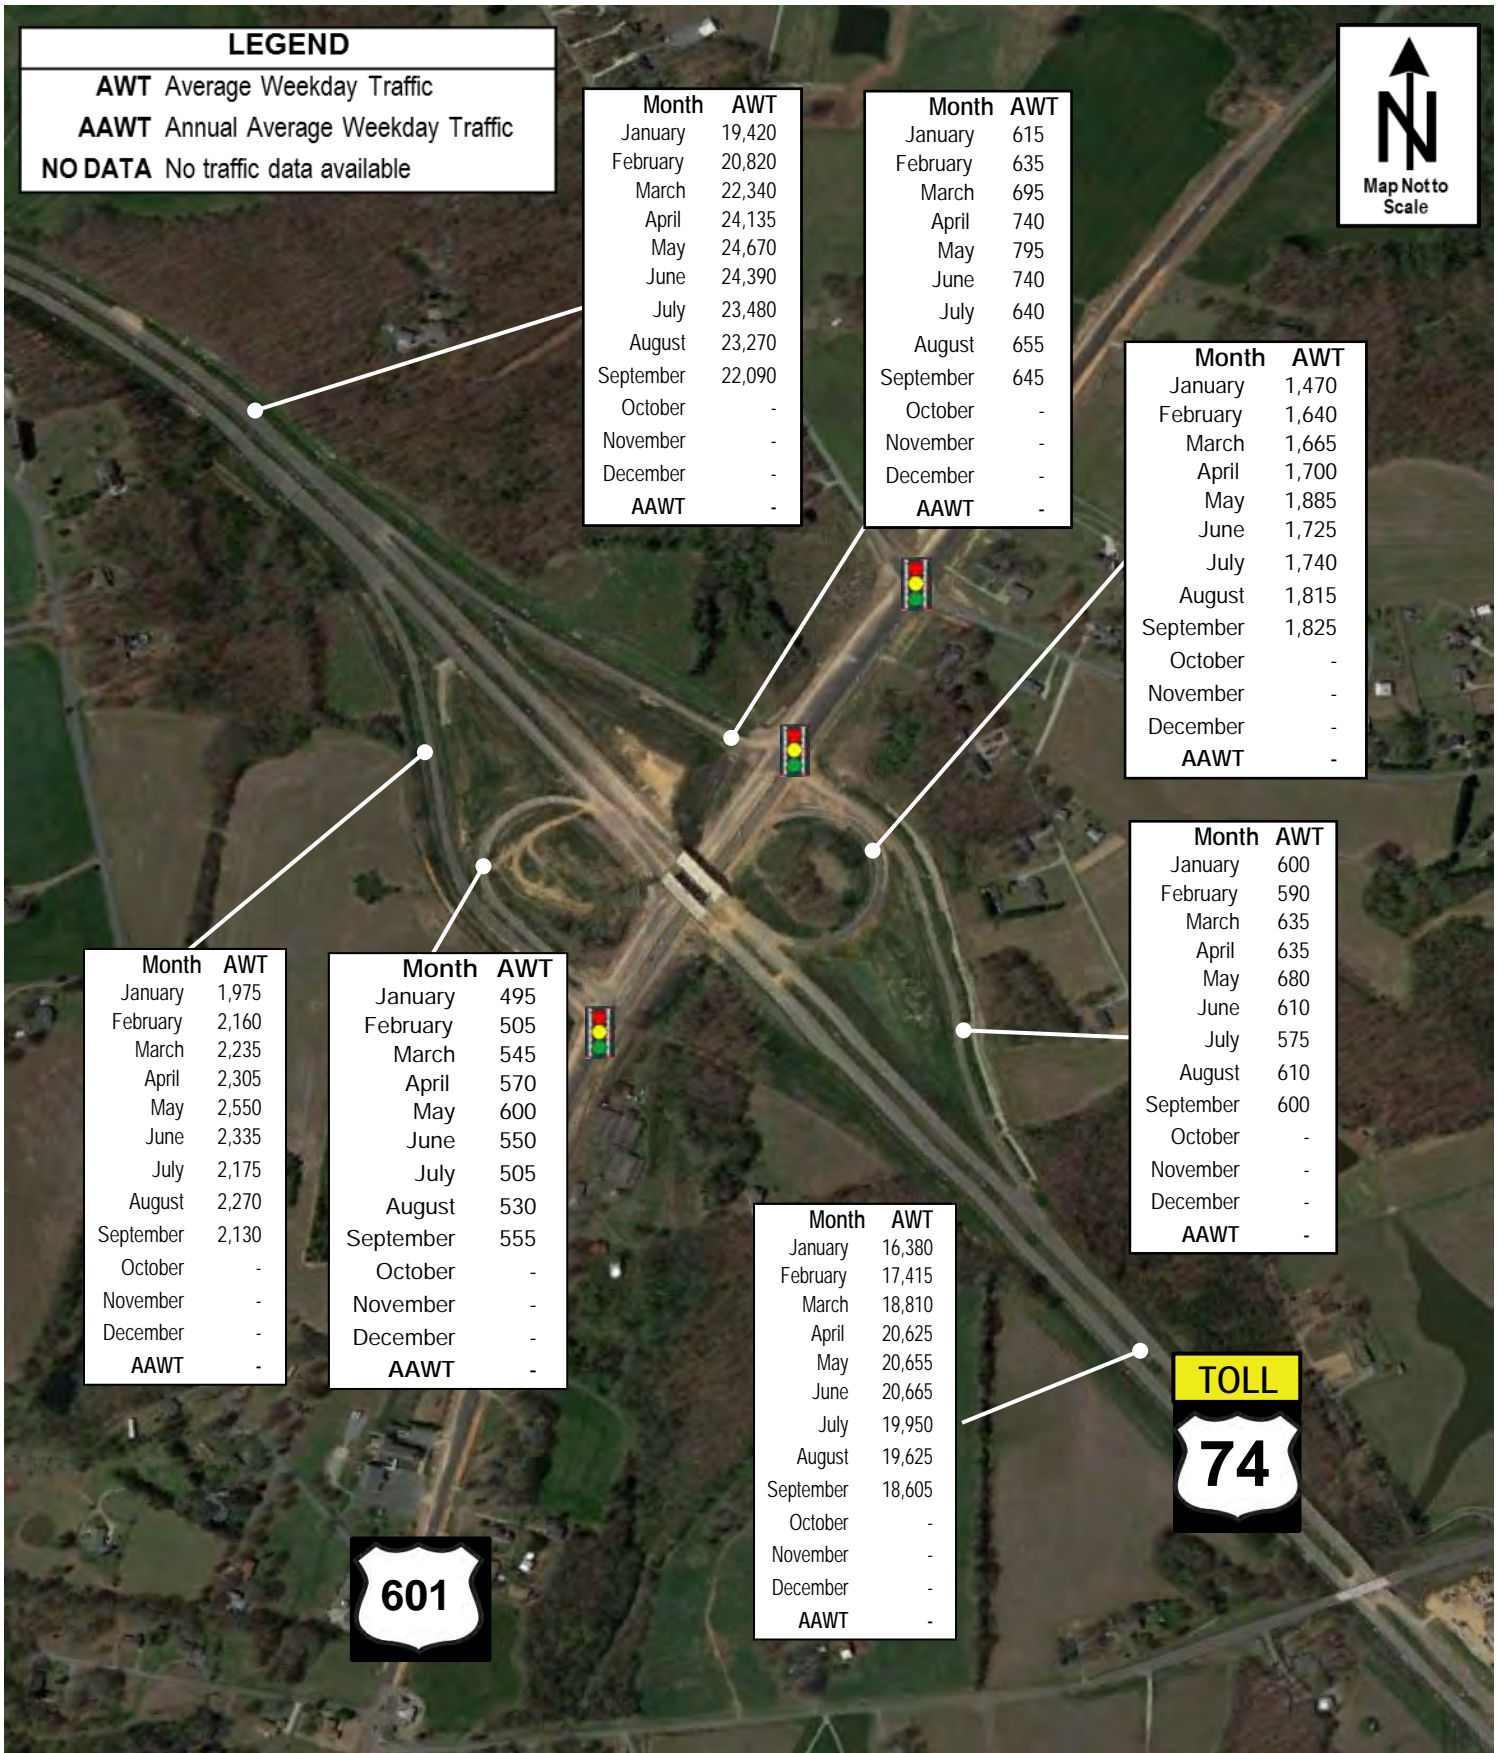 LEGEND
AWT Average Weekday Traffic
AAWT Annual Average Weekday Traffic
NO DATA No traffic data available
N
Map Not to
Scale
Month AWT
January 19,420
February 20,820
March 22,340
April 24,135
May 24,670
June 24,390
July 23,480
August 23,270
September 22,090
October -
November -
December -
AAWT -
Month AWT
January 615
February 635
March 695
April 740
May 795
June 740
July 640
August 655
September 645
October -
November -
December -
AAWT -
Month AWT
January 1,470
February 1,640
March 1,665
April 1,700
May 1,885
June 1,725
July 1,740
August 1,815
September 1,825
October -
November -
December -
AAWT -
Month AWT
January 600
February 590
March 635
April 635
May 680
June 610
July 575
August 610
September 600
October -
November -
December -
AAWT -
Month AWT
January 1,975
February 2,160
March 2,235
April 2,305
May 2,550
June 2,335
July 2,175
August 2,270
September 2,130
October -
November -
December -
AAWT -
Month AWT
January 495
February 505
March 545
April 570
May 600
June 550
July 505
August 530
September 555
October -
November -
December -
AAWT -
Month AWT
January 16,380
February 17,415
March 18,810
April 20,625
May 20,655
June 20,665
July 19,950
August 19,625
September 18,605
October -
November -
December -
AAWT -
TOLL
74
601